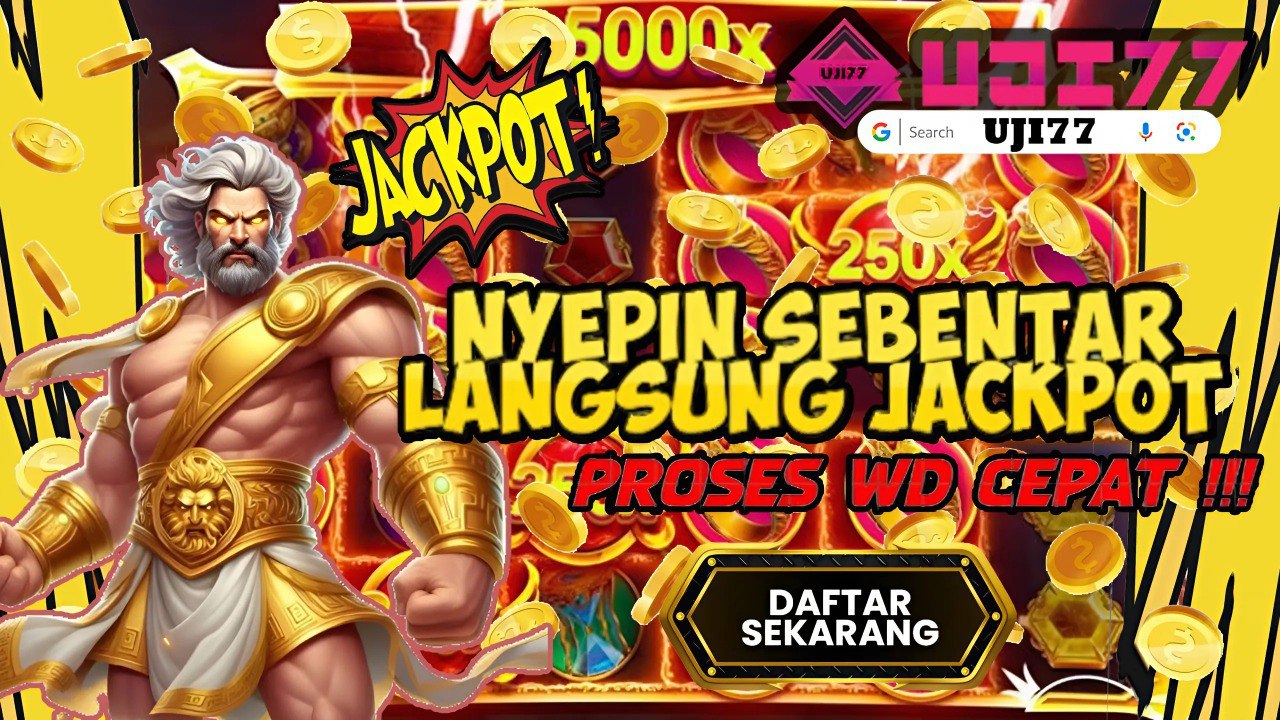 5000x
UJI77
UJI77
Search UJI77
JACKPOT!
250x
NYEPIN SEBENTAR
LANGSUNG JACKPOT
PROSES WD CEPAT !!!
DAFTAR
SEKARANG